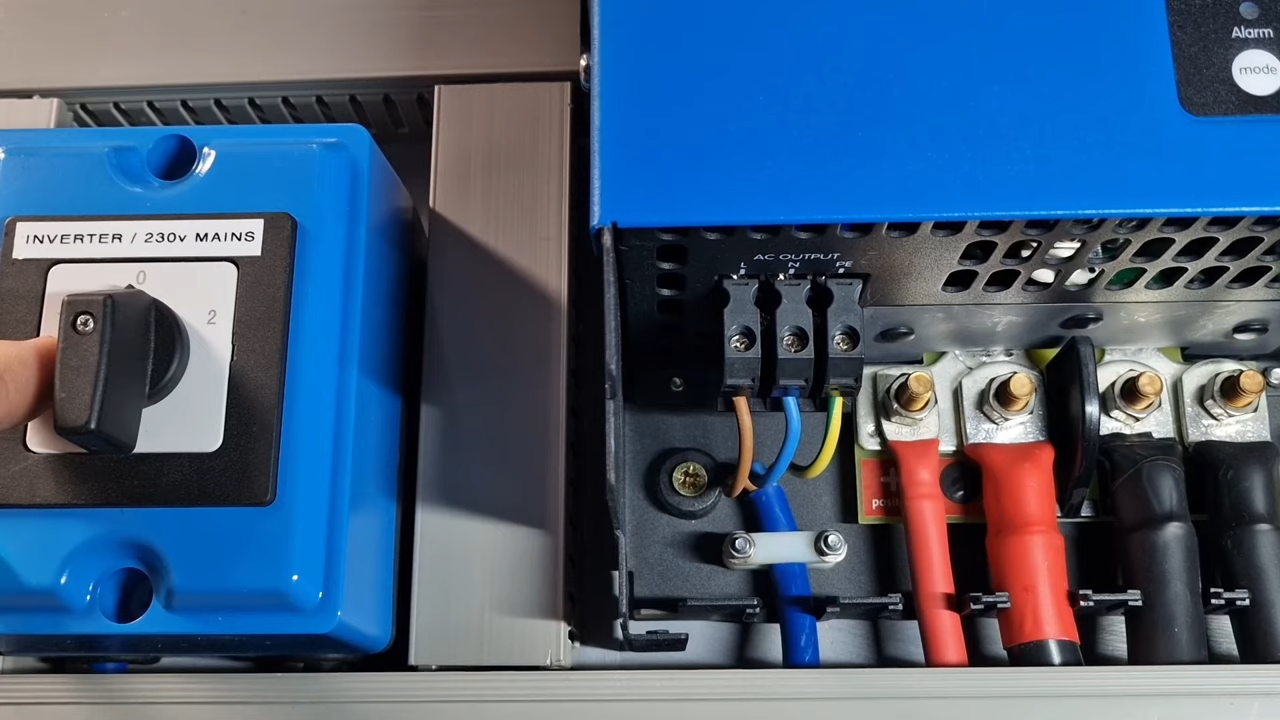 Alarm
mode
INVERTER / 230v MAINS
0
2
AC OUTPUT
L N PE
+